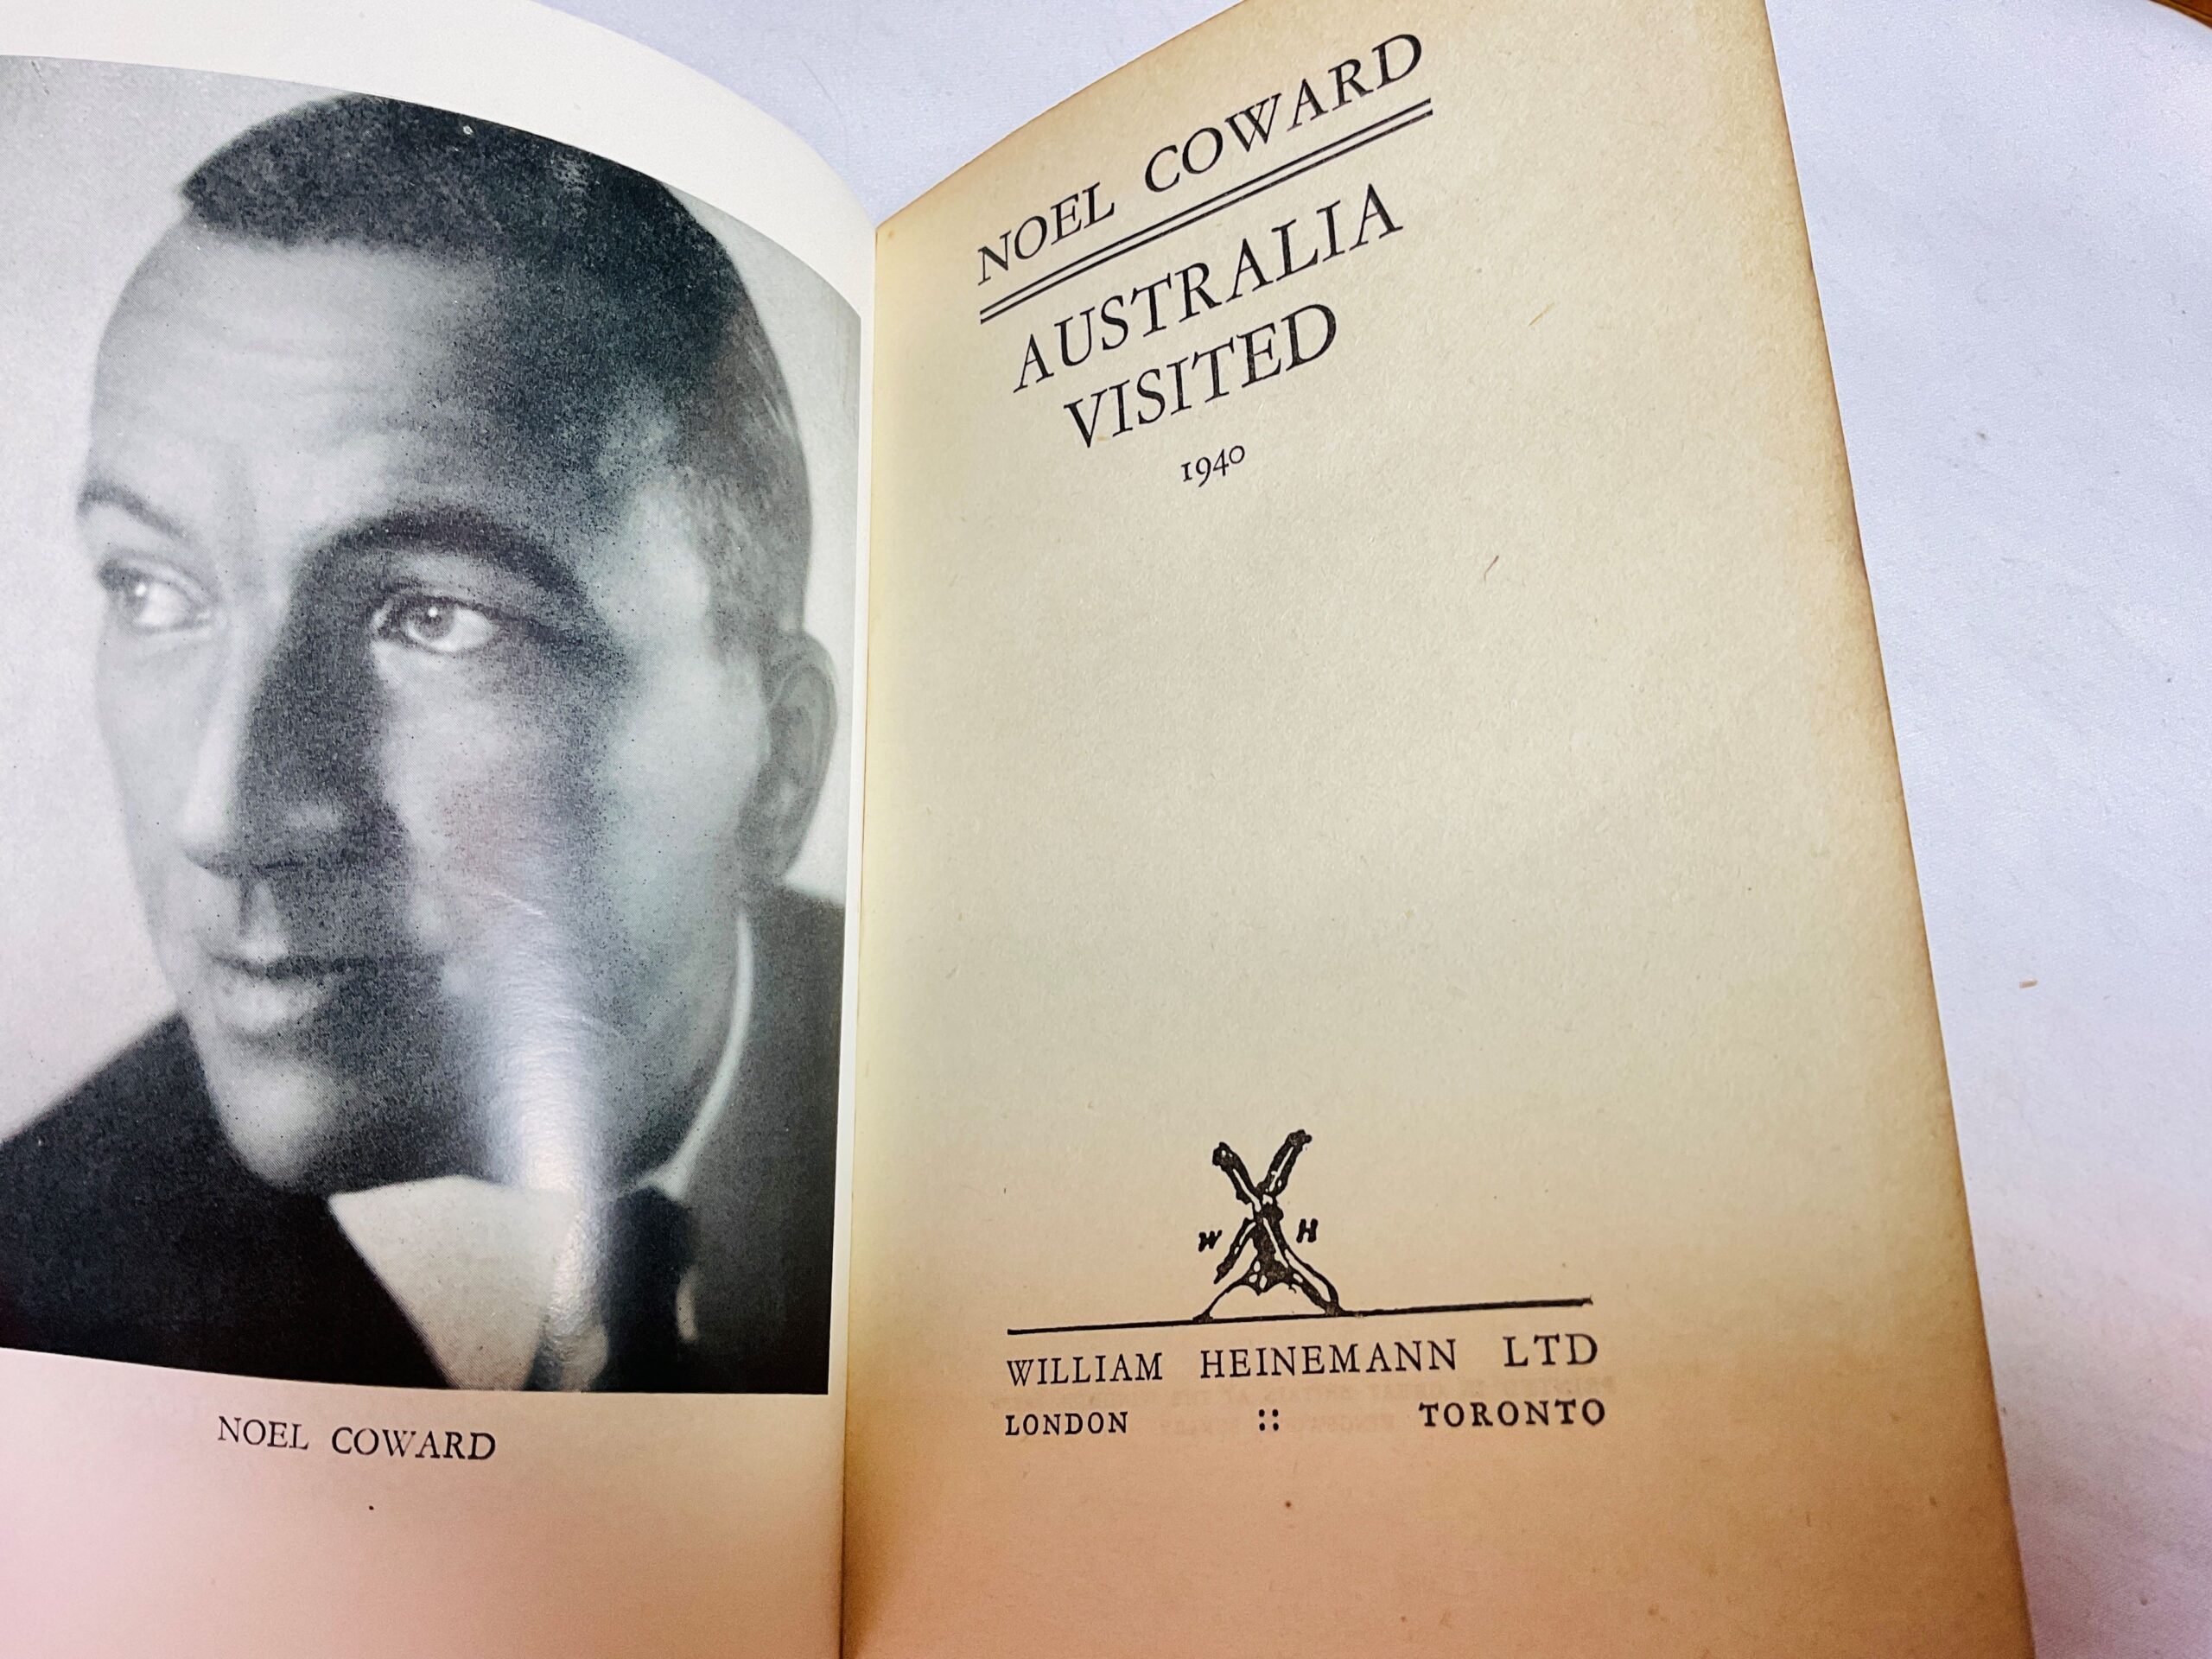 NOEL COWARD
NOEL COWARD
AUSTRALIA
VISITED
1940
W H
WILLIAM HEINEMANN LTD
LONDON :: TORONTO